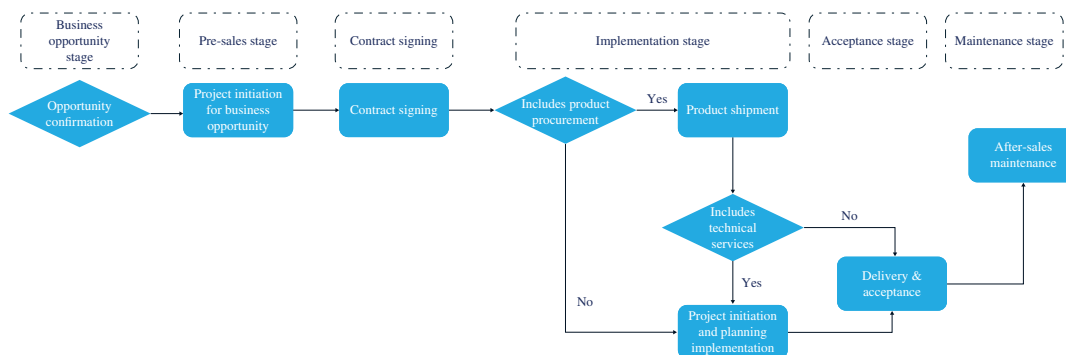 Business
opportunity
stage
Pre-sales stage
Contract signing
Implementation stage
Acceptance stage
Maintenance stage
Opportunity
confirmation
Project initiation
for business
opportunity
Contract signing
Includes product
procurement
Yes
Product shipment
After-sales
maintenance
Includes
technical
services
No
Delivery &
acceptance
Yes
No
Project initiation
and planning
implementation